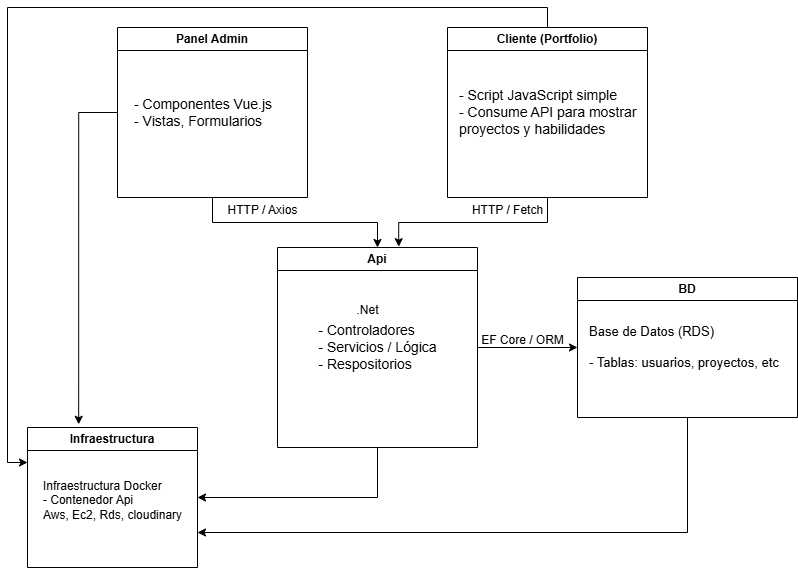 Panel Admin
- Componentes Vue.js
- Vistas, Formularios
Cliente (Portfolio)
- Script JavaScript simple
- Consume API para mostrar
proyectos y habilidades
HTTP / Axios
HTTP / Fetch
Api
.Net
- Controladores
- Servicios / Lógica
- Respositorios
EF Core / ORM
BD
Base de Datos (RDS)
- Tablas: usuarios, proyectos, etc
Infraestructura
Infraestructura Docker
- Contenedor Api
Aws, Ec2, Rds, cloudinary